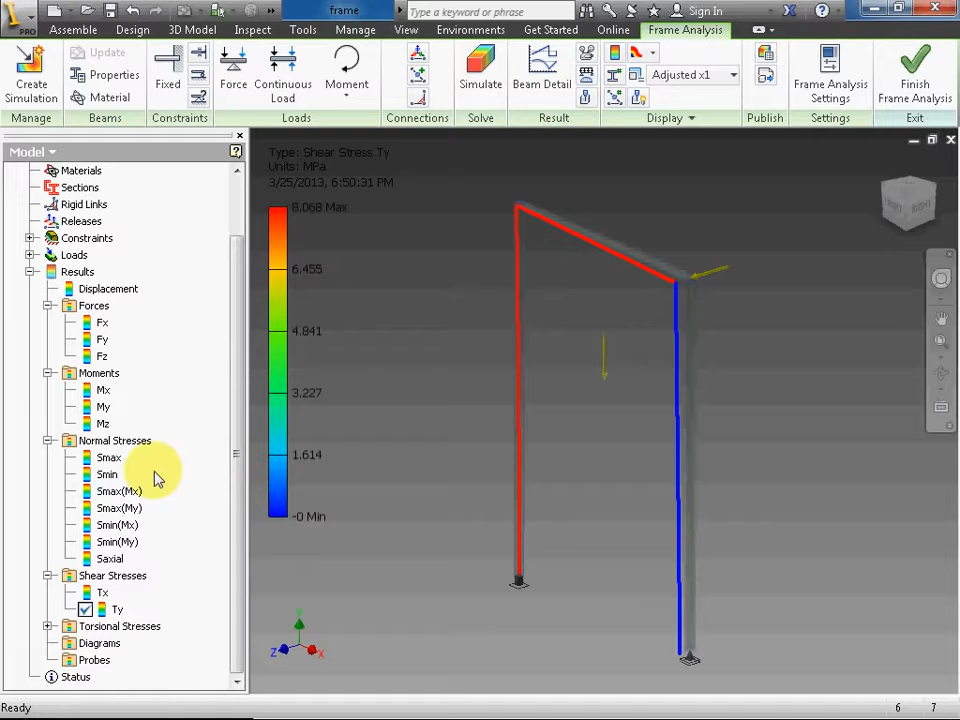 PRO
frame
Type a keyword or phrase
Sign In
Assemble
Design
3D Model
Inspect
Tools
Manage
View
Environments
Get Started
Online
Frame Analysis
Create
Simulation
Update
Properties
Material
Fixed
Force
Continuous
Load
Moment
Simulate
Beam Detail
Adjusted x1
Frame Analysis
Settings
Finish
Frame Analysis
Manage
Beams
Constraints
Loads
Connections
Solve
Result
Display
Publish
Settings
Exit
Model
Materials
Sections
Rigid Links
Releases
Constraints
Loads
Results
Displacement
Forces
Fx
Fy
Fz
Moments
Mx
My
Mz
Normal Stresses
Smax
Smin
Smax(Mx)
Smax(My)
Smin(Mx)
Smin(My)
Saxial
Shear Stresses
Tx
Ty
Torsional Stresses
Diagrams
Probes
Status
Type: Shear Stress Ty
Units: MPa
3/25/2013, 6:50:31 PM
8.068 Max
6.455
4.841
3.227
1.614
-0 Min
Y
Z
X
RIGHT
Ready
6
7